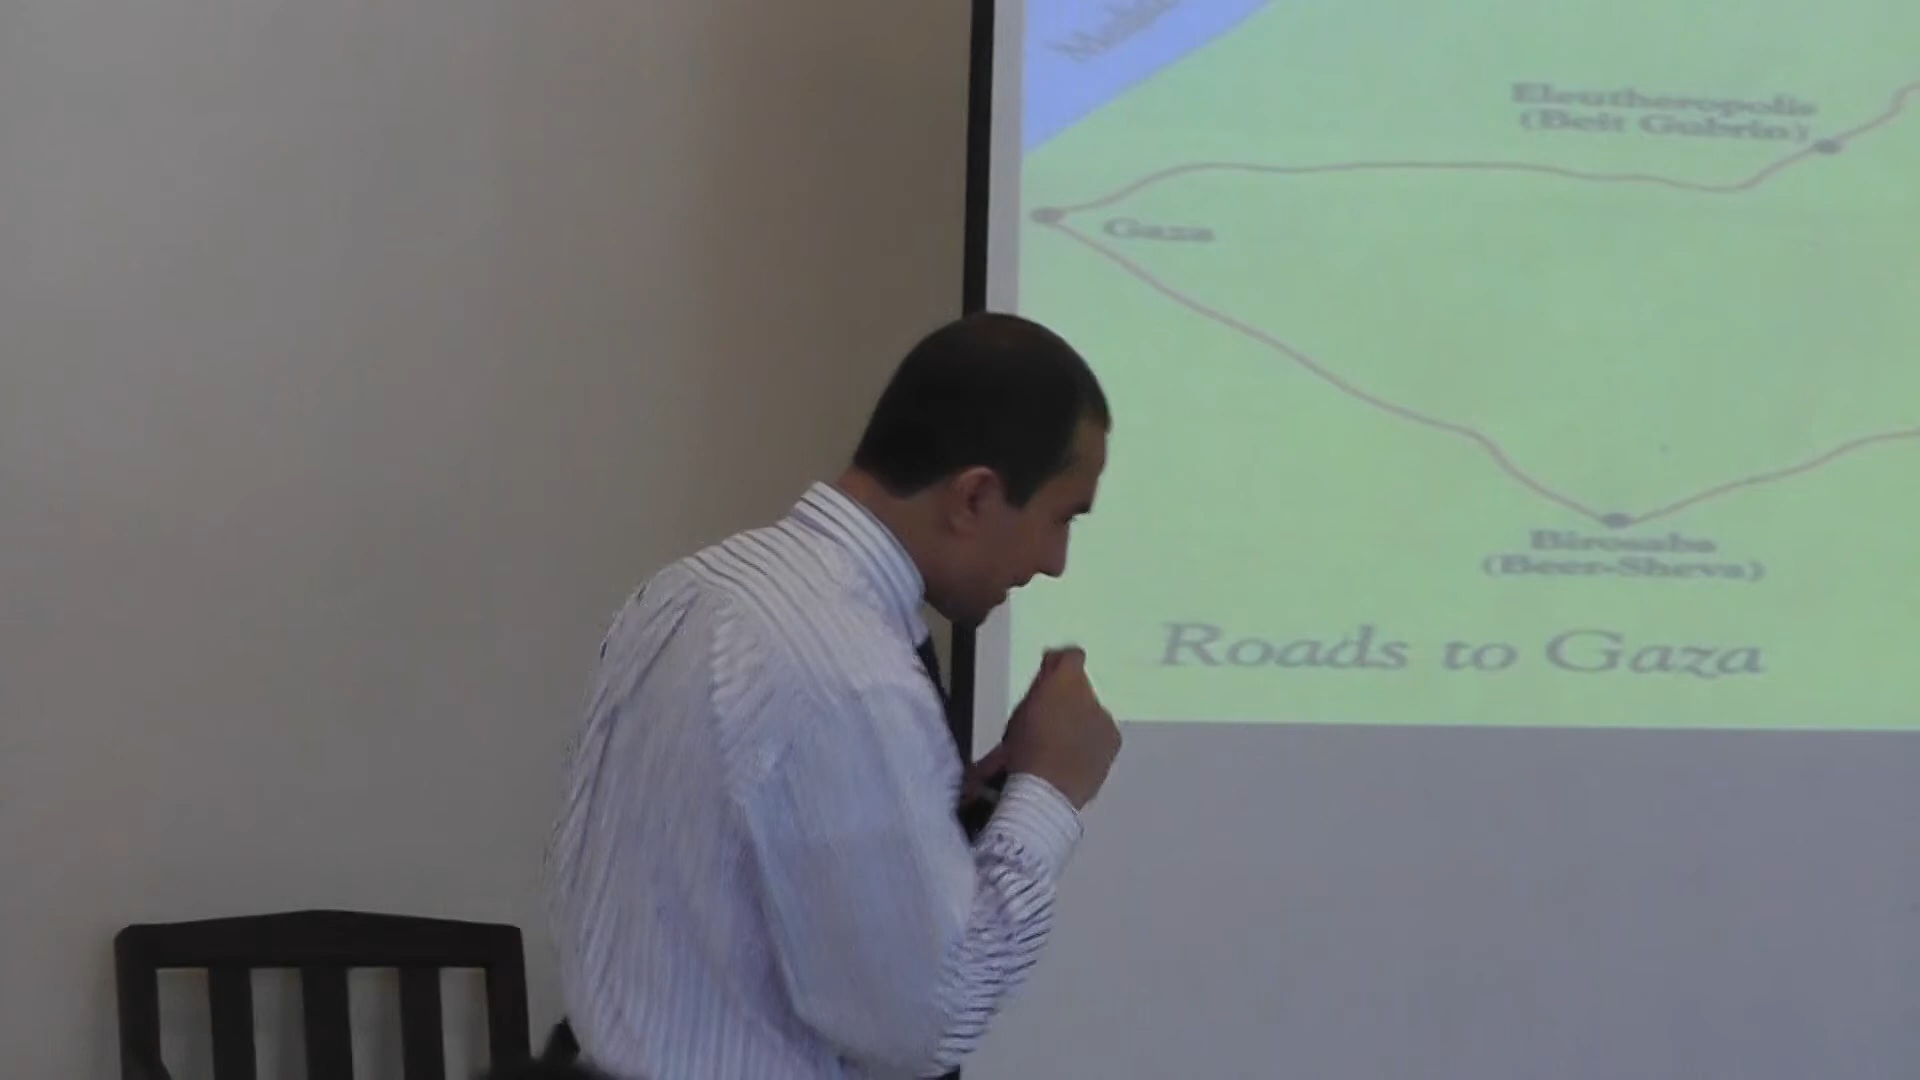 Eleutheropolis
(Beit Gubrin)
Gaza
Birosaba
(Beer-Sheva)
Roads to Gaza